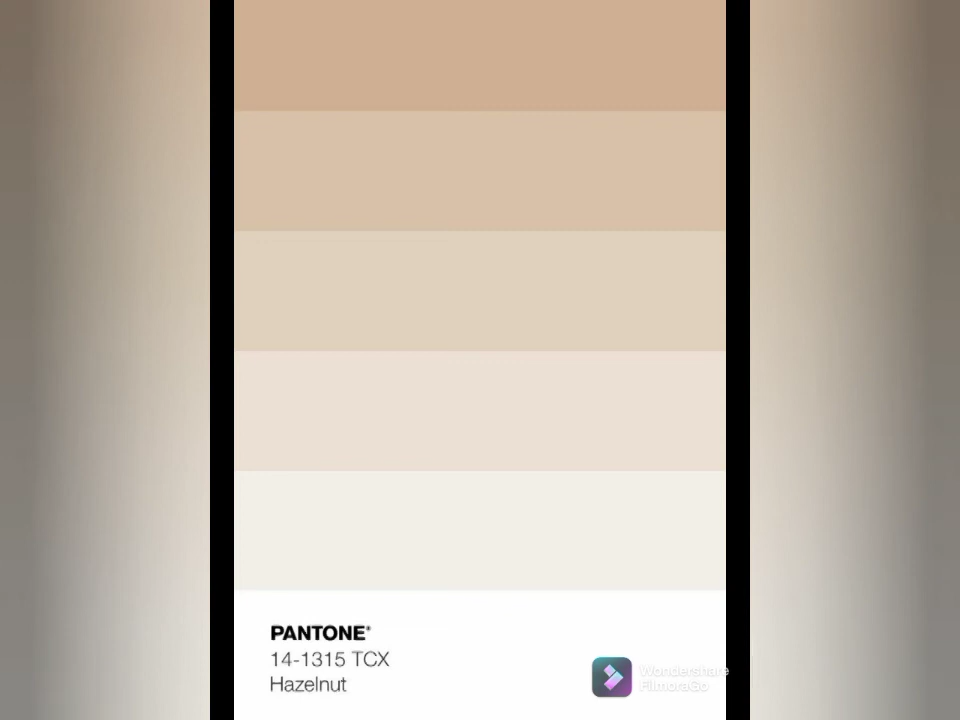 PANTONE®
14-1315 TCX
Hazelnut
Wondershare
FilmoraGo